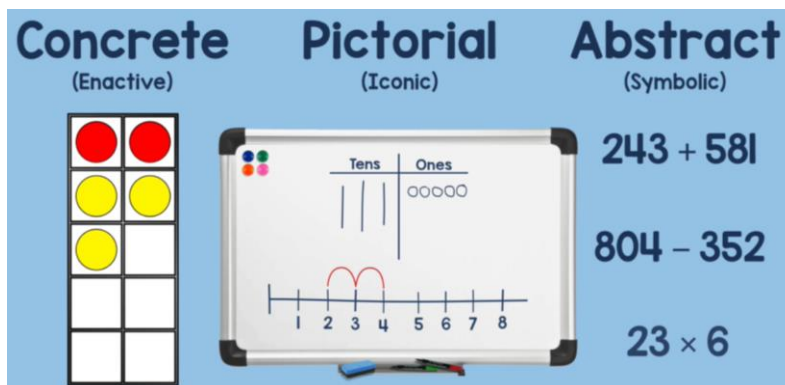 Concrete
(Enactive)
Pictorial
(Iconic)
Tens Ones
1 2 3 4 5 6 7 8
Abstract
(Symbolic)
243 + 581
804 − 352
23 × 6